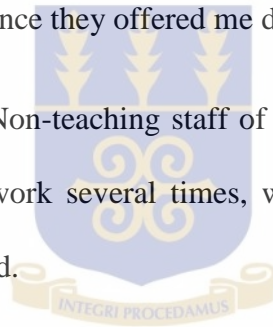 nce they offered me d
Non-teaching staff of
work several times, w
d.
INTEGRI PROCEDAMUS